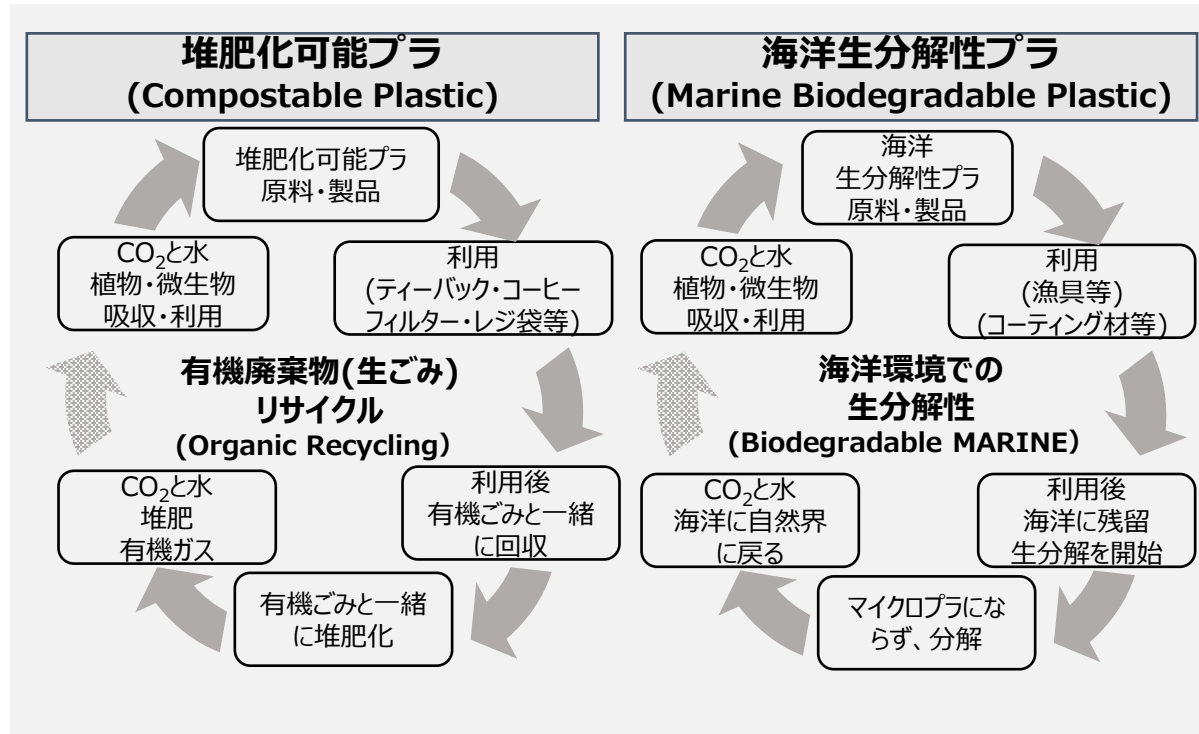 堆肥化可能プラ
(Compostable Plastic)
堆肥化可能プラ
原料・製品
利用
(ティーバック・コーヒー
フィルター・レジ袋等)
利用後
有機ごみと一緒
に回収
有機ごみと一緒
に堆肥化
CO₂と水
堆肥
有機ガス
CO₂と水
植物・微生物
吸収・利用
有機廃棄物(生ごみ)
リサイクル
(Organic Recycling)
海洋生分解性プラ
(Marine Biodegradable Plastic)
海洋
生分解性プラ
原料・製品
利用
(漁具等)
(コーティング材等)
利用後
海洋に残留
生分解を開始
マイクロプラにな
らず、分解
CO₂と水
海洋に自然界
に戻る
CO₂と水
植物・微生物
吸収・利用
海洋環境での
生分解性
(Biodegradable MARINE)